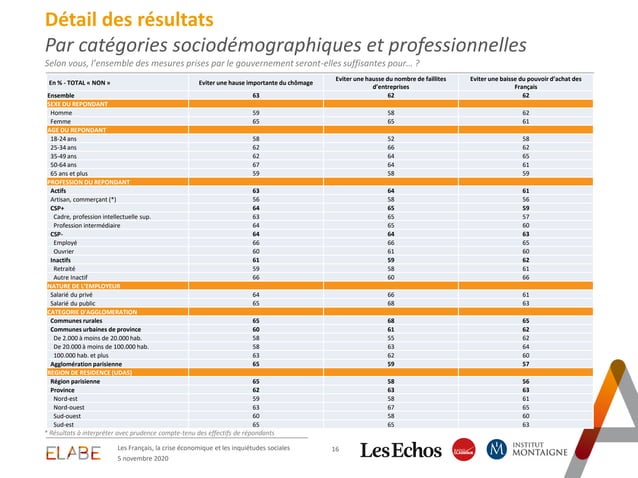 Détail des résultats
Par catégories sociodémographiques et professionnelles
Selon vous, l'ensemble des mesures prises par le gouvernement seront-elles suffisantes pour… ?
En % - TOTAL « NON » Eviter une hause importante du chômage Eviter une hausse du nombre de faillites d'entreprises Eviter une baisse du pouvoir d'achat des Français
Ensemble 63 62 62
SEXE DU REPONDANT
Homme 59 58 62
Femme 65 65 61
AGE DU REPONDANT
18-24 ans 58 52 58
25-34 ans 62 66 62
35-49 ans 62 64 65
50-64 ans 67 64 61
65 ans et plus 59 58 59
PROFESSION DU REPONDANT
Actifs 63 64 61
Artisan, commerçant (*) 56 58 56
CSP+ 64 65 59
Cadre, profession intellectuelle sup. 63 65 57
Profession intermédiaire 64 65 60
CSP- 64 64 63
Employé 66 66 65
Ouvrier 60 61 60
Inactifs 61 59 62
Retraité 59 58 61
Autre Inactif 66 60 66
NATURE DE L'EMPLOYEUR
Salarié du privé 64 66 61
Salarié du public 65 68 63
CATEGORIE D'AGGLOMERATION
Communes rurales 65 68 65
Communes urbaines de province 60 61 62
De 2.000 à moins de 20.000 hab. 58 55 62
De 20.000 à moins de 100.000 hab. 58 63 64
100.000 hab. et plus 63 62 60
Agglomération parisienne 65 59 57
REGION DE RESIDENCE (UDA5)
Région parisienne 65 58 56
Province 62 63 63
Nord-est 59 58 61
Nord-ouest 63 67 65
Sud-ouest 60 58 60
Sud-est 65 65 63
* Résultats à interpréter avec prudence compte-tenu des effectifs de répondants
ELABE
Les Français, la crise économique et les inquiétudes sociales
5 novembre 2020
16
Les Echos
RADIO CLASSIQUE
INSTITUT MONTAIGNE